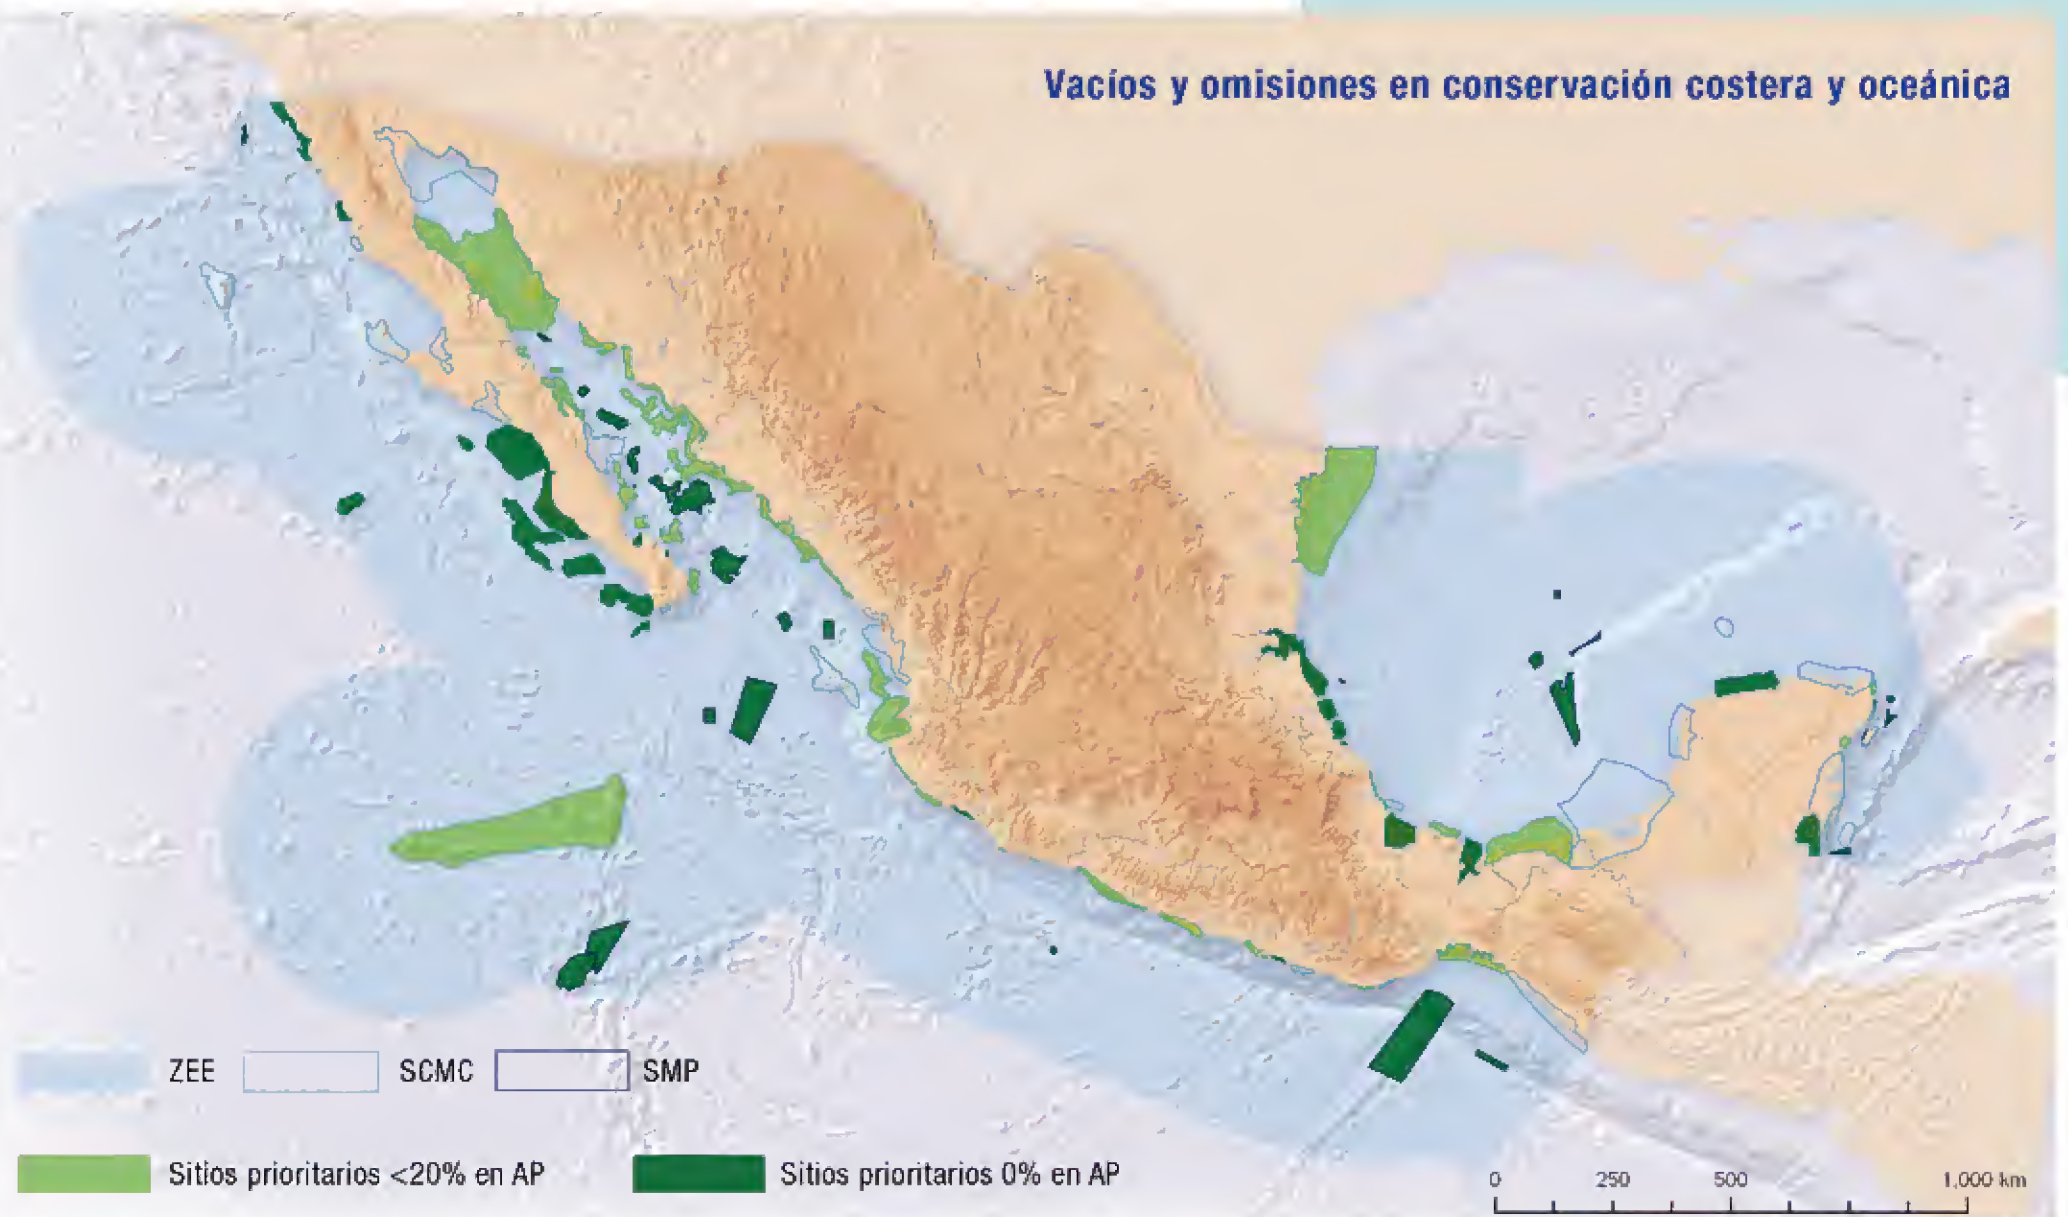 Vacíos y omisiones en conservación costera y oceánica
ZEE SCMC SMP
Sitios prioritarios <20% en AP Sitios prioritarios 0% en AP
0 250 500 1,000 km